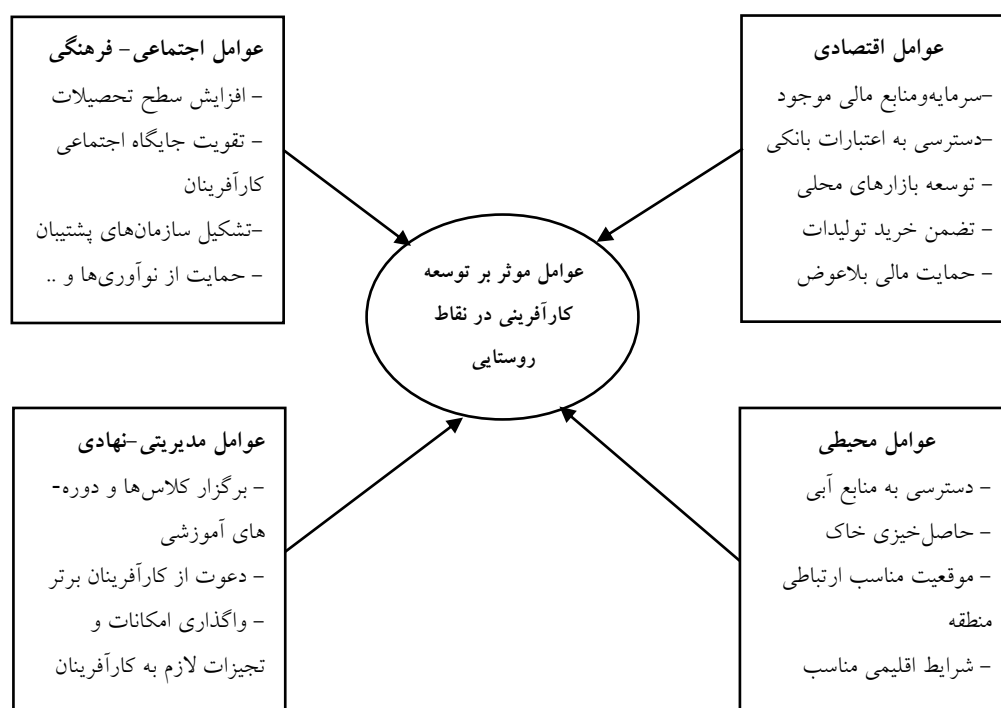 عوامل اقتصادی
-سرمایه‌ومنابع مالی موجود
-دسترسی به اعتبارات بانکی
- توسعه بازارهای محلی
- تضمن خرید تولیدات
- حمایت مالی بلاعوض
عوامل اجتماعی- فرهنگی
- افزایش سطح تحصیلات
- تقویت جایگاه اجتماعی
کارآفرینان
-تشکیل سازمان‌های پشتیبان
- حمایت از نوآوری‌ها و ..
عوامل موثر بر توسعه
کارآفرینی در نقاط
روستایی
عوامل محیطی
- دسترسی به منابع آبی
- حاصل‌خیزی خاک
- موقعیت مناسب ارتباطی
منطقه
- شرایط اقلیمی مناسب
عوامل مدیریتی-نهادی
- برگزار کلاس‌ها و دوره-
های آموزشی
- دعوت از کارآفرینان برتر
- واگذاری امکانات و
تجیزات لازم به کارآفرینان